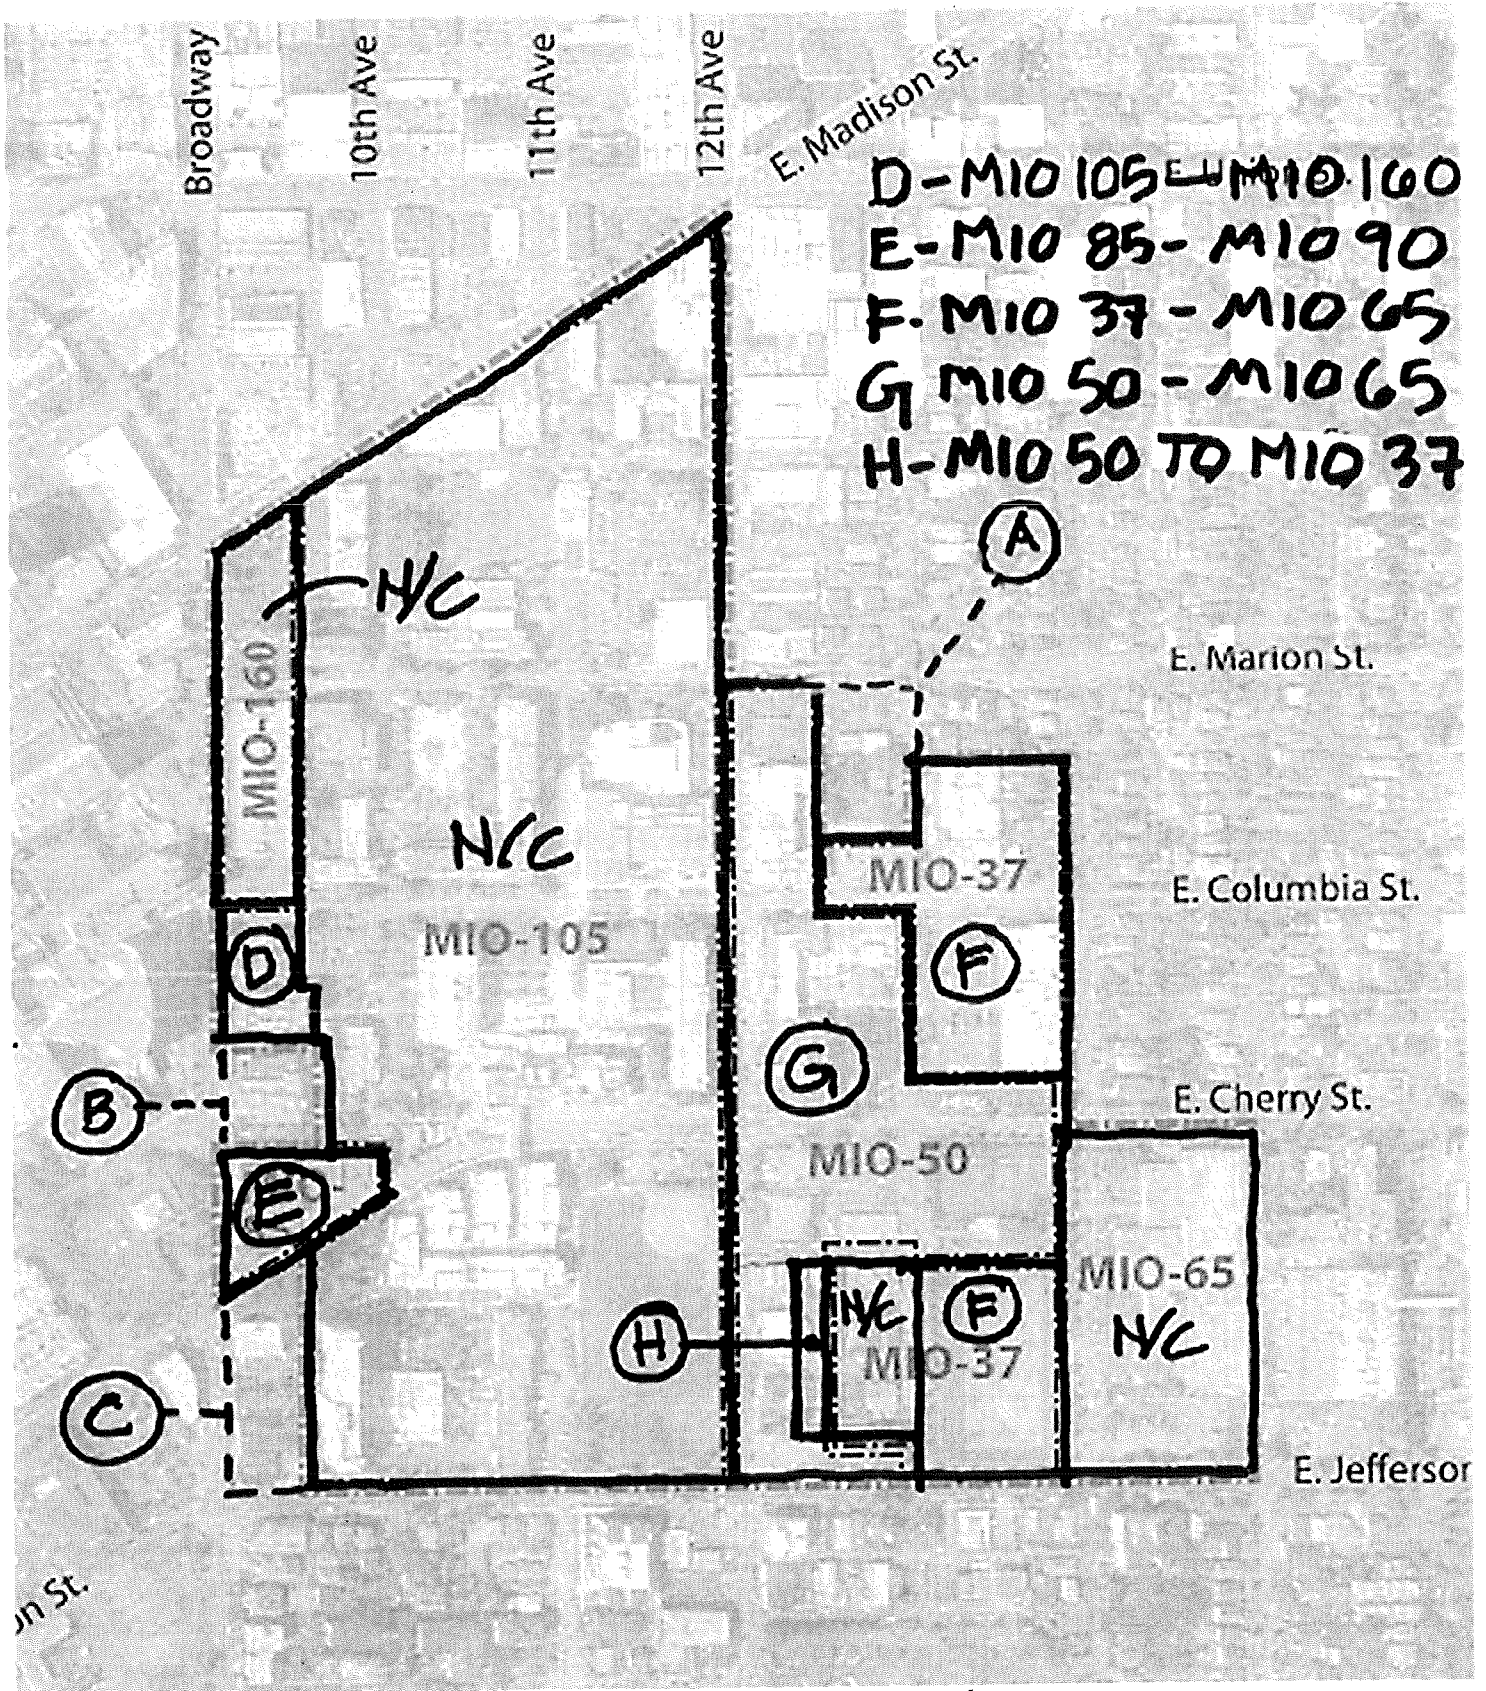 Broadway
10th Ave
11th Ave
12th Ave
E. Madison St.
D-MIO 105 - MIO 160
E-MIO 85- MIO 90
F. MIO 37 - MIO 65
G MIO 50 - MIO 65
H-MIO 50 TO MIO 37
A
N/C
E. Marion St.
MIO-160
N/C
MIO-37
E. Columbia St.
MIO-105
D
F
G
B
E. Cherry St.
MIO-50
E
MIO-65
N/C
F
N/C
H
MIO-37
C
E. Jefferson
on St.